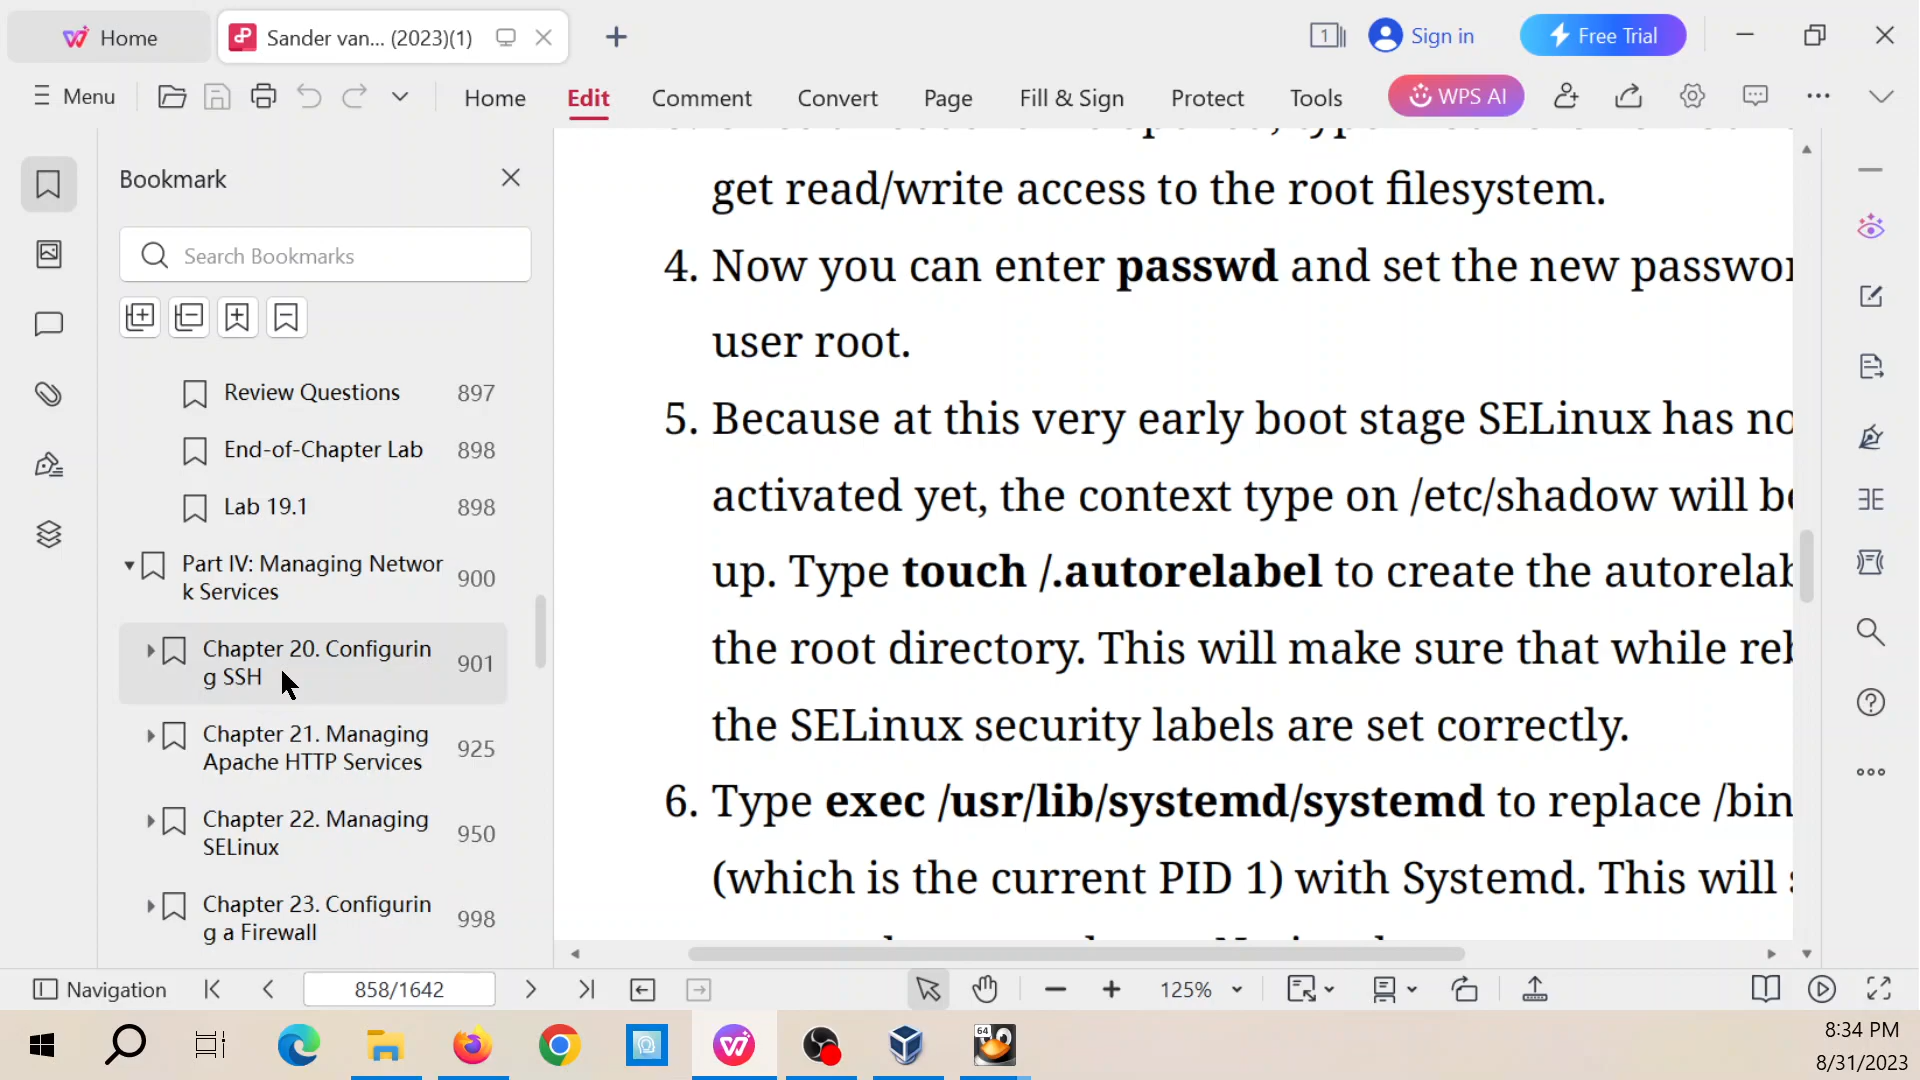 Home
Sander van... (2023)(1)
1
Sign in
Free Trial
Menu
Home
Edit
Comment
Convert
Page
Fill & Sign
Protect
Tools
WPS AI
Bookmark
Search Bookmarks
Review Questions 897
End-of-Chapter Lab 898
Lab 19.1 898
Part IV: Managing Networ
k Services 900
Chapter 20. Configurin
g SSH 901
Chapter 21. Managing
Apache HTTP Services 925
Chapter 22. Managing
SELinux 950
Chapter 23. Configurin
g a Firewall 998
get read/write access to the root filesystem.
4. Now you can enter passwd and set the new passwor
user root.
5. Because at this very early boot stage SELinux has no
activated yet, the context type on /etc/shadow will be
up. Type touch /.autorelabel to create the autorelab
the root directory. This will make sure that while reb
the SELinux security labels are set correctly.
6. Type exec /usr/lib/systemd/systemd to replace /bin
(which is the current PID 1) with Systemd. This will
Navigation
858/1642
125%
64
8:34 PM
8/31/2023